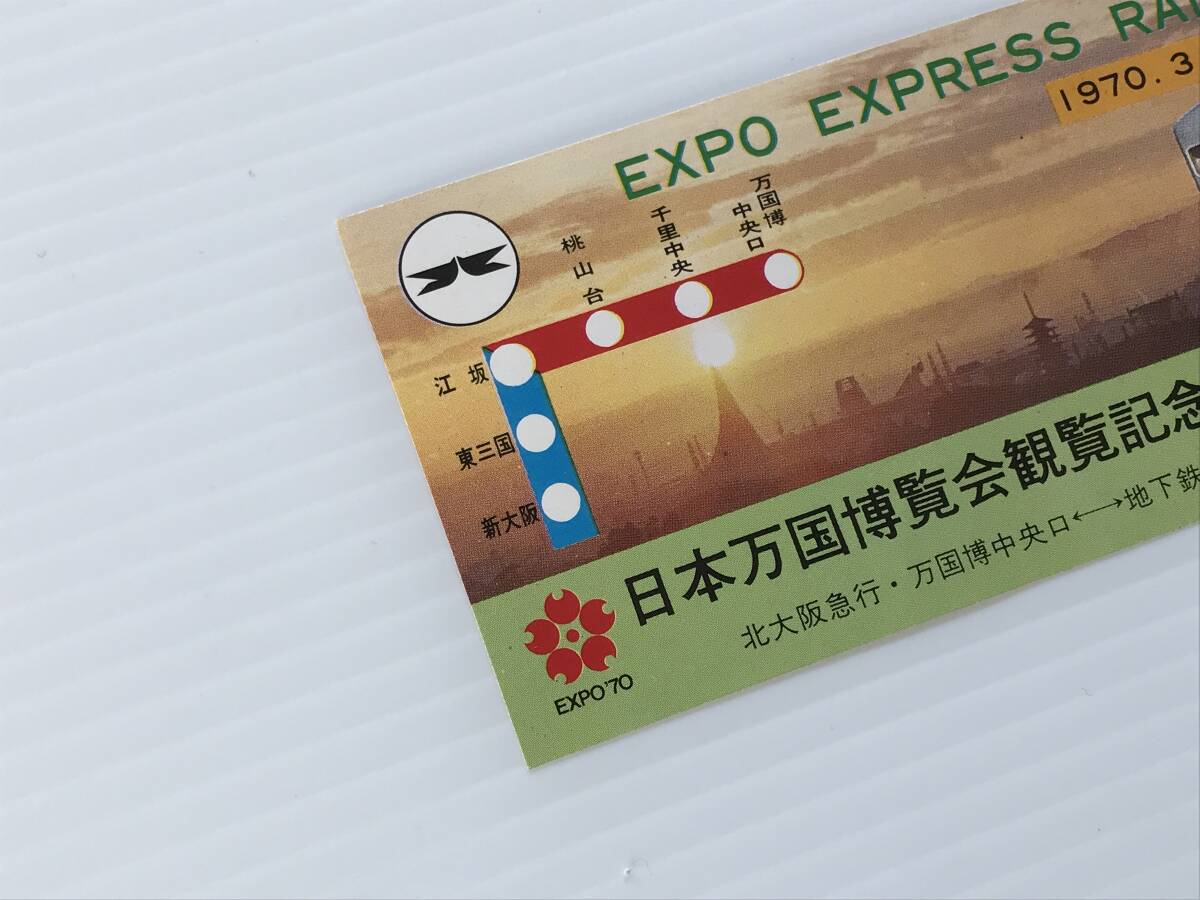 EXPO EXPRESS RAI
1970.3
万国博
中央口
千里中央
桃山台
江坂
東三国
新大阪
日本万国博覧会観覧記念
北大阪急行・万国博中央口⟷地下鉄
EXPO'70